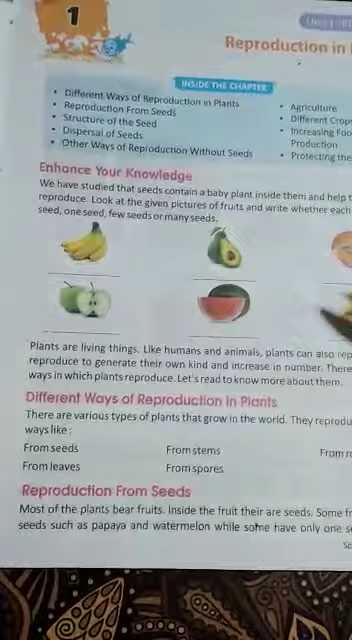 1
Reproduction in
INSIDE THE CHAPTER
• Different Ways of Reproduction in Plants
• Reproduction From Seeds
• Structure of the Seed
• Dispersal of Seeds
• Other Ways of Reproduction Without Seeds
• Agriculture
• Different Crop
• Increasing Foo
Production
• Protecting the
Enhance Your Knowledge
We have studied that seeds contain a baby plant inside them and help t
reproduce. Look at the given pictures of fruits and write whether each
seed, one seed, few seeds or many seeds.
Plants are living things. Like humans and animals, plants can also rep
reproduce to generate their own kind and increase in number. There
ways in which plants reproduce. Let's read to know more about them.
Different Ways of Reproduction in Plants
There are various types of plants that grow in the world. They reprodu
ways like :
From seeds From stems From r
From leaves From spores
Reproduction From Seeds
Most of the plants bear fruits. Inside the fruit their are seeds. Some fr
seeds such as papaya and watermelon while some have only one s